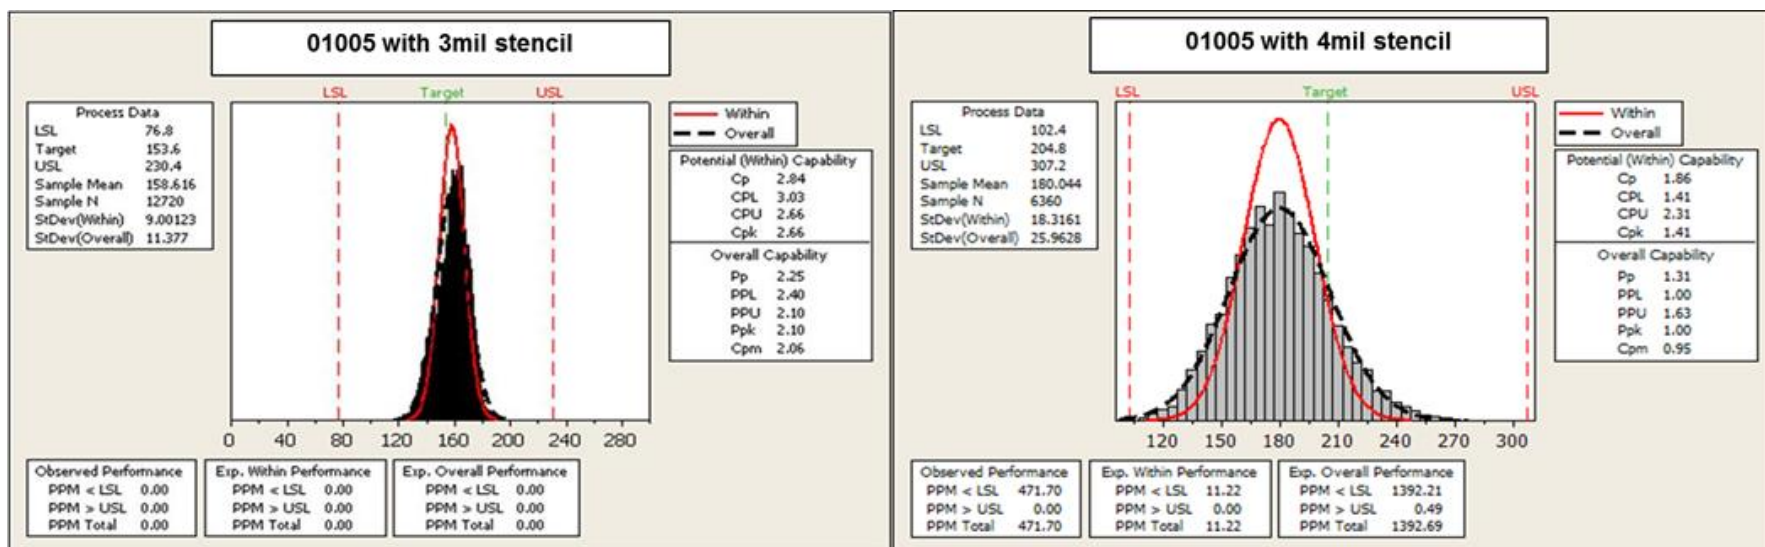 01005 with 3mil stencil
LSL Target USL
Process Data
LSL 76.8
Target 153.6
USL 230.4
Sample Mean 158.616
Sample N 12720
StDev(Within) 9.00123
StDev(Overall) 11.377
Within
Overall
Potential (Within) Capability
Cp 2.84
CPL 3.03
CPU 2.66
Cpk 2.66
Overall Capability
Pp 2.25
PPL 2.40
PPU 2.10
Ppk 2.10
Cpm 2.06
0 40 80 120 160 200 240 280
Observed Performance
PPM < LSL 0.00
PPM > USL 0.00
PPM Total 0.00
Exp. Within Performance
PPM < LSL 0.00
PPM > USL 0.00
PPM Total 0.00
Exp. Overall Performance
PPM < LSL 0.00
PPM > USL 0.00
PPM Total 0.00
01005 with 4mil stencil
LSL Target USL
Process Data
LSL 102.4
Target 204.8
USL 307.2
Sample Mean 180.044
Sample N 6360
StDev(Within) 18.3161
StDev(Overall) 25.9628
Within
Overall
Potential (Within) Capability
Cp 1.86
CPL 1.41
CPU 2.31
Cpk 1.41
Overall Capability
Pp 1.31
PPL 1.00
PPU 1.63
Ppk 1.00
Cpm 0.95
120 150 180 210 240 270 300
Observed Performance
PPM < LSL 471.70
PPM > USL 0.00
PPM Total 471.70
Exp. Within Performance
PPM < LSL 11.22
PPM > USL 0.00
PPM Total 11.22
Exp. Overall Performance
PPM < LSL 1392.21
PPM > USL 0.49
PPM Total 1392.69